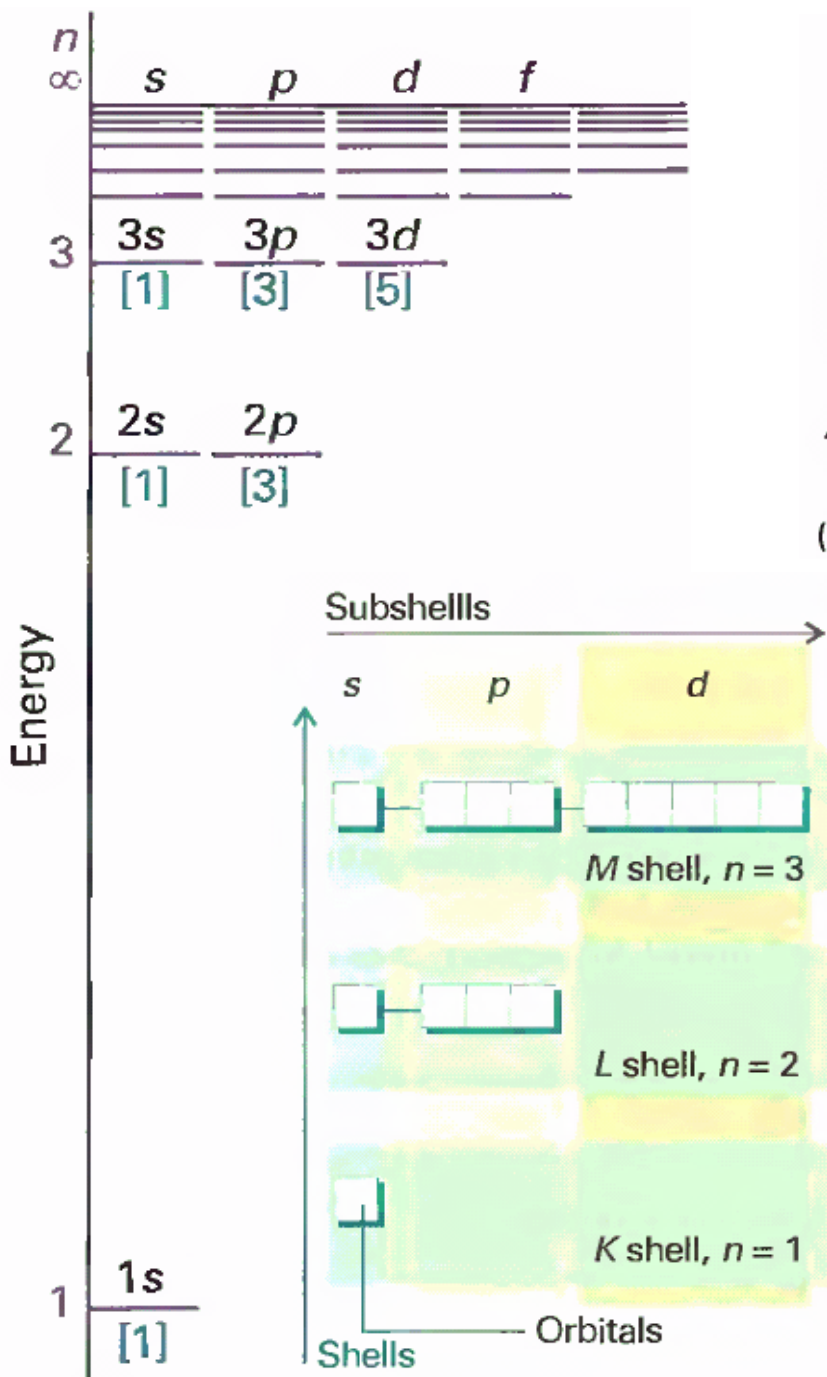 n
∞ s p d f
3 3s 3p 3d
[1] [3] [5]
2 2s 2p
[1] [3]
(
Energy
Subshellls
s p d
M shell, n = 3
L shell, n = 2
K shell, n = 1
1 1s
[1]
Orbitals
Shells